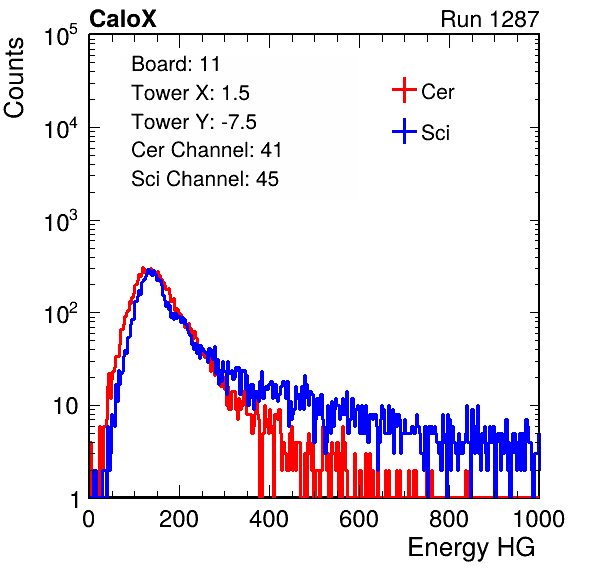 CaloX Run 1287
Counts
10^5
10^4
10^3
10^2
10
1
Board: 11
Tower X: 1.5
Tower Y: -7.5
Cer Channel: 41
Sci Channel: 45
Cer
Sci
0 200 400 600 800 1000
Energy HG